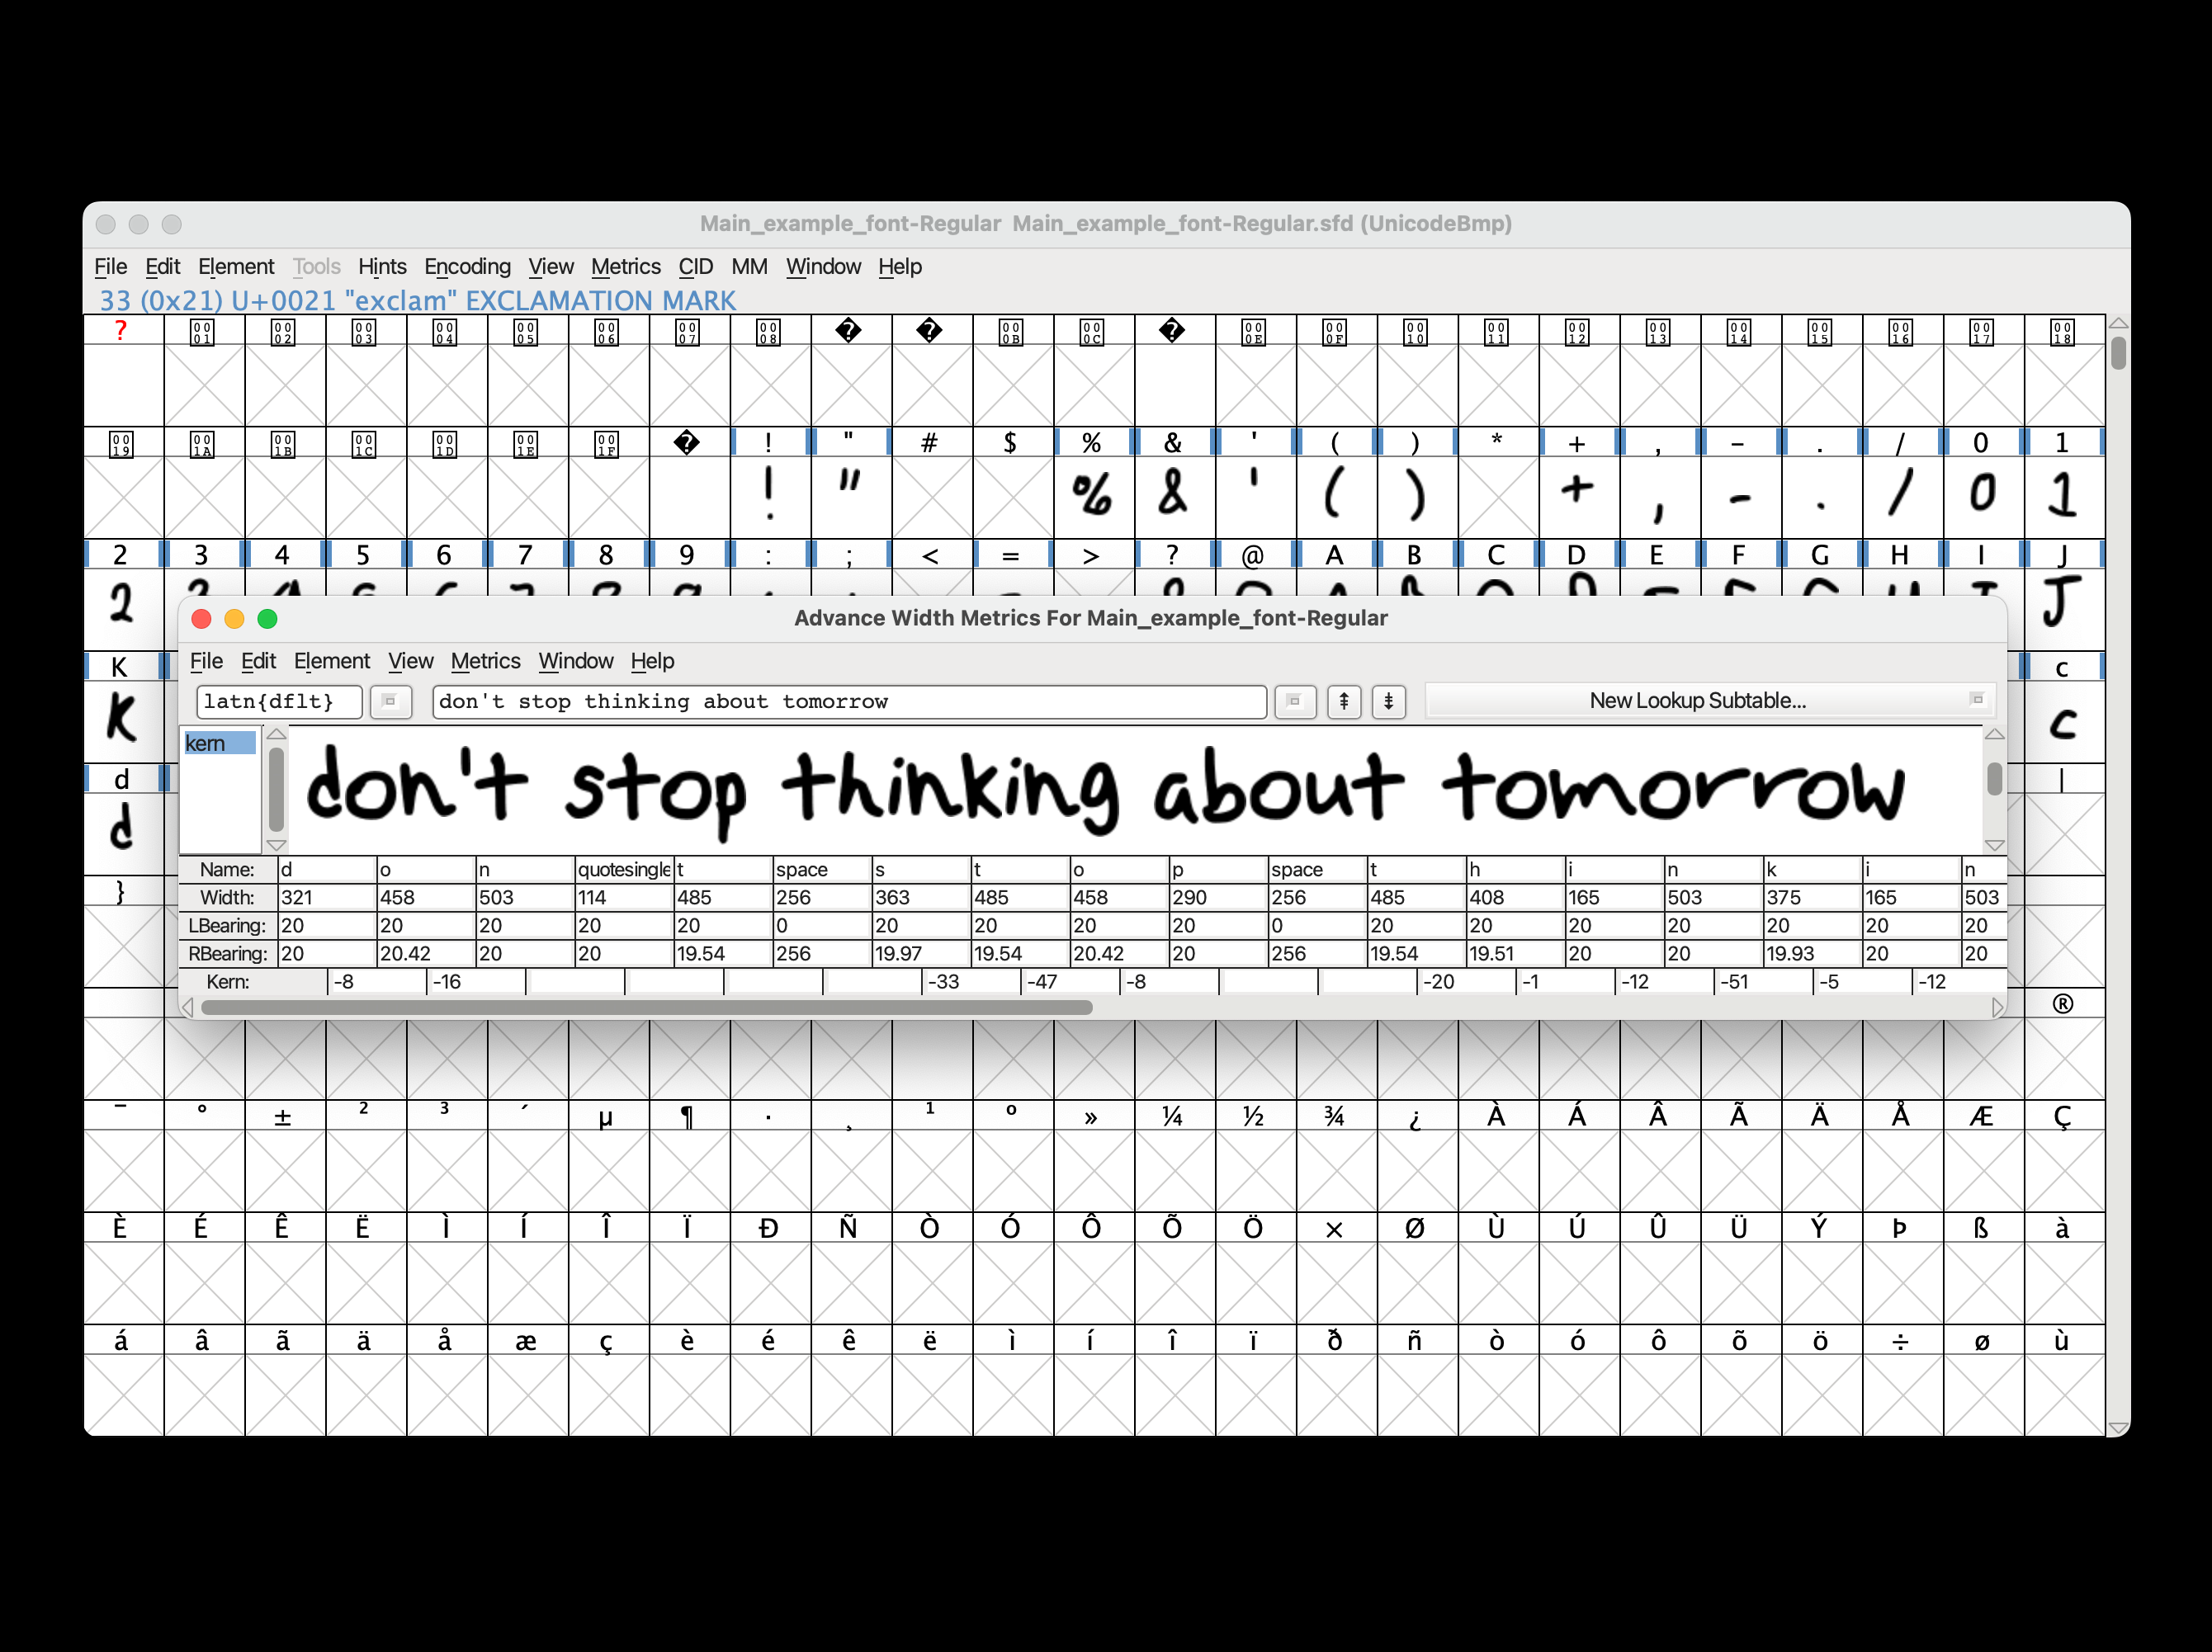 Main_example_font-Regular Main_example_font-Regular.sfd (UnicodeBmp)
File Edit Element Tools Hints Encoding View Metrics CID MM Window Help
33 (0x21) U+0021 "exclam" EXCLAMATION MARK
? 0001 0002 0003 0004 0005 0006 0007 0008 � � 000B 000C � 000E 000F 0010 0011 0012 0013 0014 0015 0016 0017 0018
0019 001A 001B 001C 001D 001E 001F � ! " # $ % & ' ( ) * + , - . / 0 1
! " % & ' ( ) + , - . / 0 1
2 3 4 5 6 7 8 9 : ; < = > ? @ A B C D E F G H I J
2 J
Advance Width Metrics For Main_example_font-Regular
File Edit Element View Metrics Window Help
latn{dflt} don't stop thinking about tomorrow New Lookup Subtable...
kern
don't stop thinking about tomorrow
Name: d o n quotesingle t space s t o p space t h i n k i n
Width: 321 458 503 114 485 256 363 485 458 290 256 485 408 165 503 375 165 503
LBearing: 20 20 20 20 20 0 20 20 20 20 0 20 20 20 20 20 20 20
RBearing: 20 20.42 20 20 19.54 256 19.97 19.54 20.42 20 256 19.54 19.51 20 20 19.93 20 20
Kern: -8 -16 -33 -47 -8 -20 -1 -12 -51 -5 -12
K c
K c
d |
d
}
®
¯ ° ± ² ³ ´ µ ¶ · ¸ ¹ º » ¼ ½ ¾ ¿ À Á Â Ã Ä Å Æ Ç
È É Ê Ë Ì Í Î Ï Ð Ñ Ò Ó Ô Õ Ö × Ø Ù Ú Û Ü Ý Þ ß à
á â ã ä å æ ç è é ê ë ì í î ï ð ñ ò ó ô õ ö ÷ ø ù